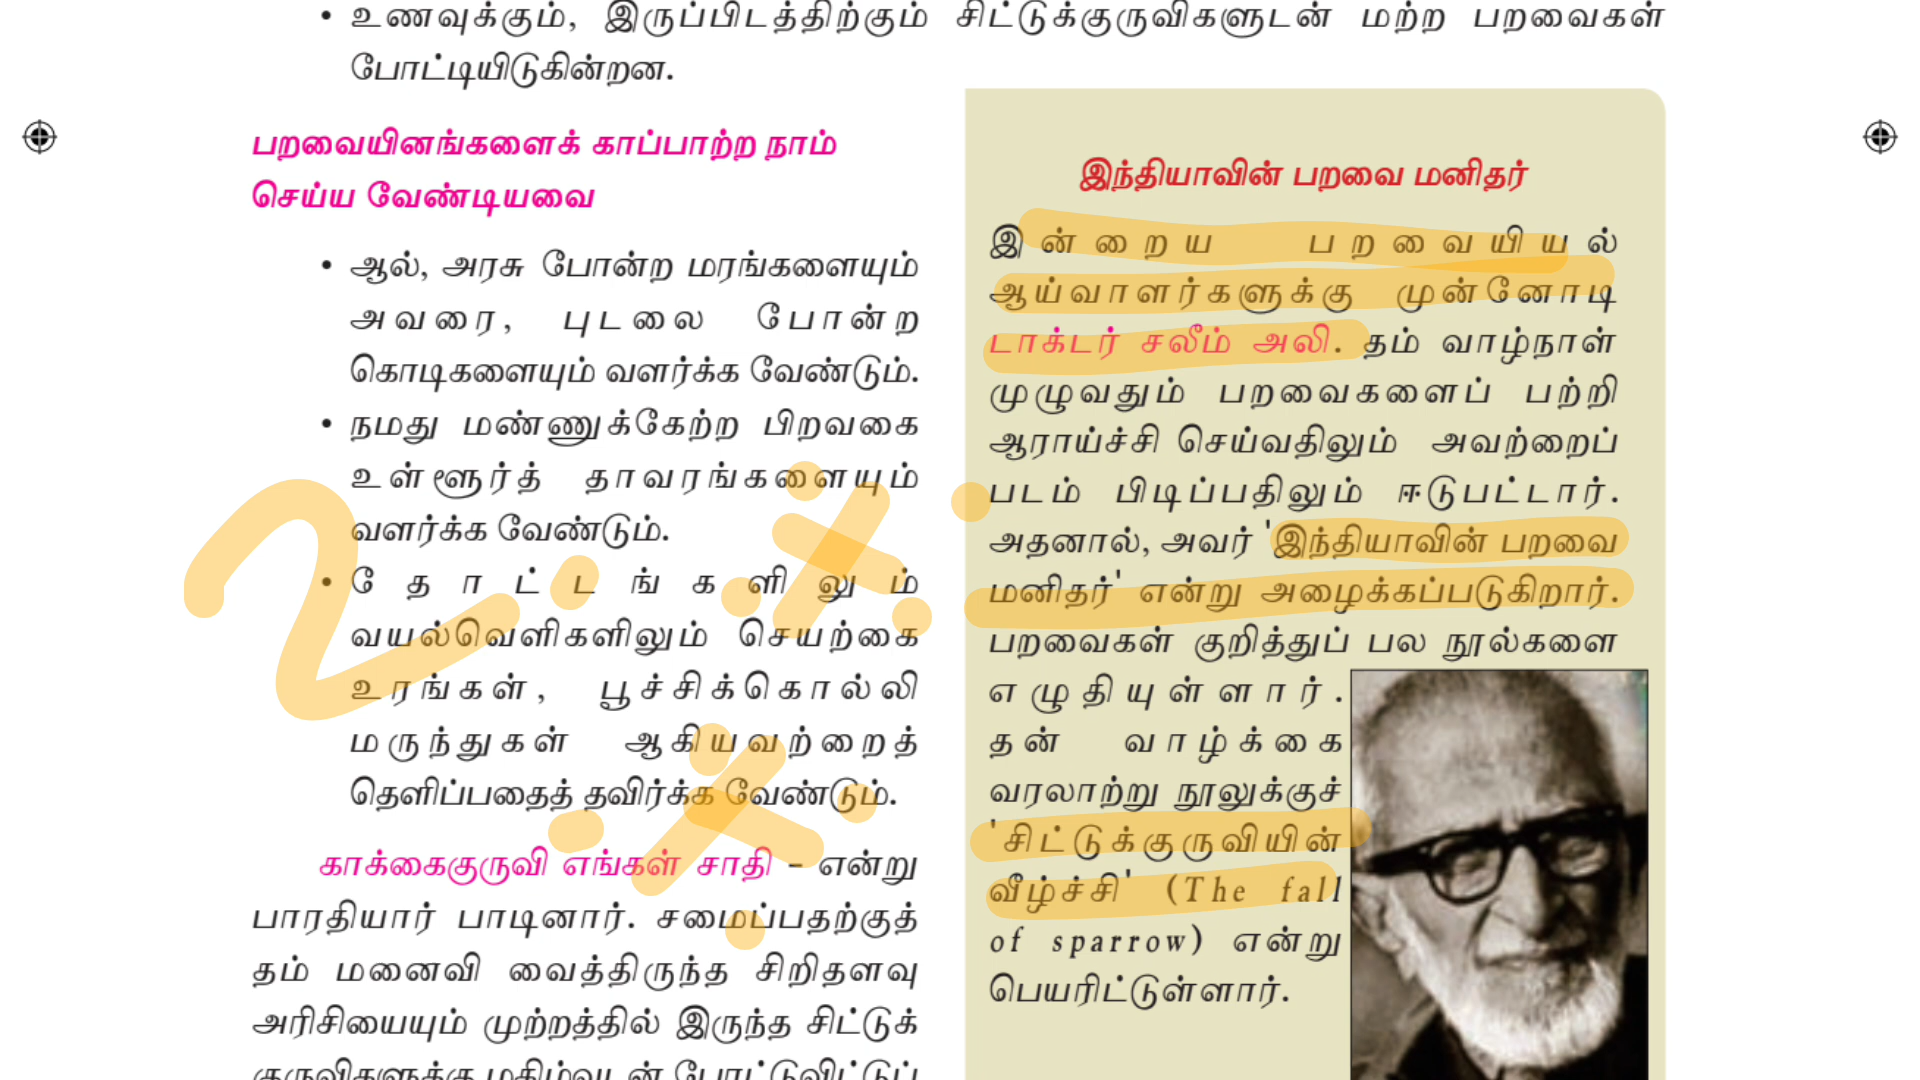 • உணவுக்கும், இருப்பிடத்திற்கும் சிட்டுக்குருவிகளுடன் மற்ற பறவைகள்
போட்டியிடுகின்றன.
பறவையினங்களைக் காப்பாற்ற நாம்
செய்ய வேண்டியவை
• ஆல், அரசு போன்ற மரங்களையும்
அவரை, புடலை போன்ற
கொடிகளையும் வளர்க்க வேண்டும்.
• நமது மண்ணுக்கேற்ற பிறவகை
உள்ளூர்த் தாவரங்களையும்
வளர்க்க வேண்டும்.
• தோட்டங்களிலும்
வயல்வெளிகளிலும் செயற்கை
உரங்கள், பூச்சிக்கொல்லி
மருந்துகள் ஆகியவற்றைத்
தெளிப்பதைத் தவிர்க்க வேண்டும்.
காக்கைகுருவி எங்கள் சாதி – என்று
பாரதியார் பாடினார். சமைப்பதற்குத்
தம் மனைவி வைத்திருந்த சிறிதளவு
அரிசியையும் முற்றத்தில் இருந்த சிட்டுக்
குருவிகளுக்கு மகிழ்வுடன் போட்டுவிட்டுப்
இந்தியாவின் பறவை மனிதர்
இன்றைய பறவையியல்
ஆய்வாளர்களுக்கு முன்னோடி
டாக்டர் சலீம் அலி. தம் வாழ்நாள்
முழுவதும் பறவைகளைப் பற்றி
ஆராய்ச்சி செய்வதிலும் அவற்றைப்
படம் பிடிப்பதிலும் ஈடுபட்டார்.
அதனால், அவர் 'இந்தியாவின் பறவை
மனிதர்' என்று அழைக்கப்படுகிறார்.
பறவைகள் குறித்துப் பல நூல்களை
எழுதியுள்ளார்.
தன் வாழ்க்கை
வரலாற்று நூலுக்குச்
'சிட்டுக்குருவியின்
வீழ்ச்சி' (The fall
of sparrow) என்று
பெயரிட்டுள்ளார்.